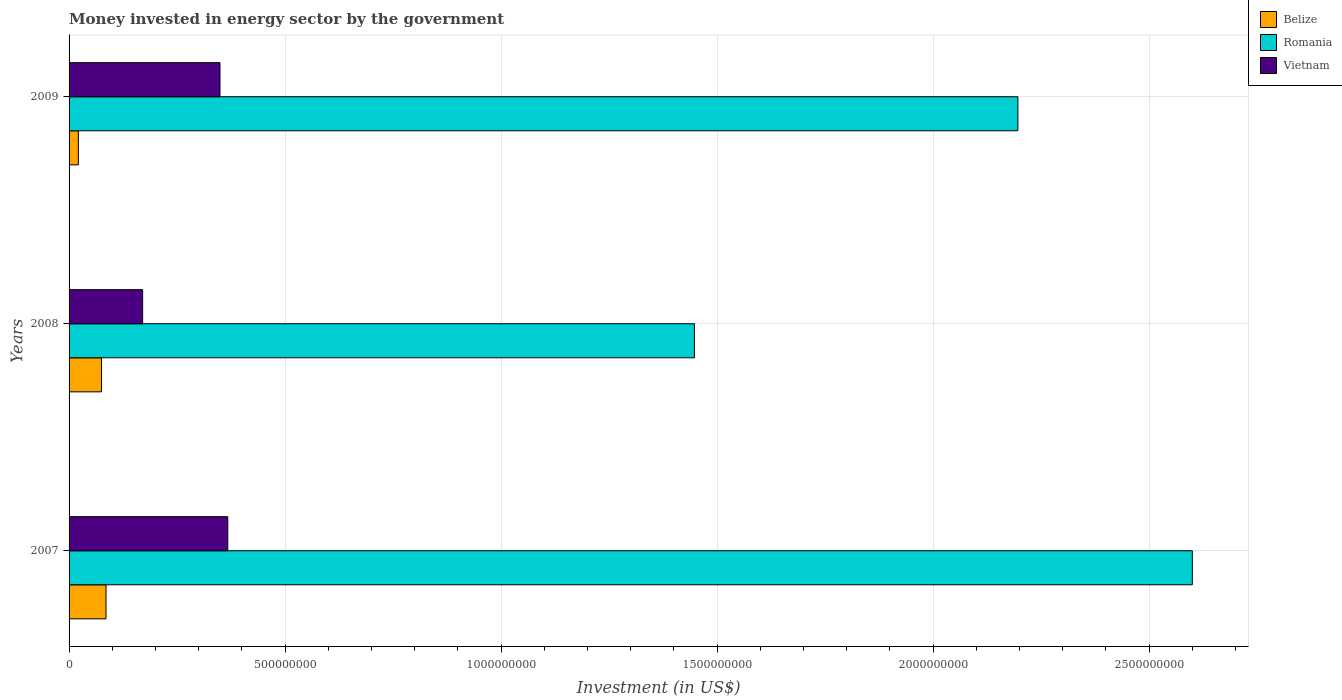 Money invested in energy sector by the government
Belize
Romania
Vietnam
2009
2008
2007
Years
0
500000000
1000000000
1500000000
2000000000
2500000000
Investment (in US$)